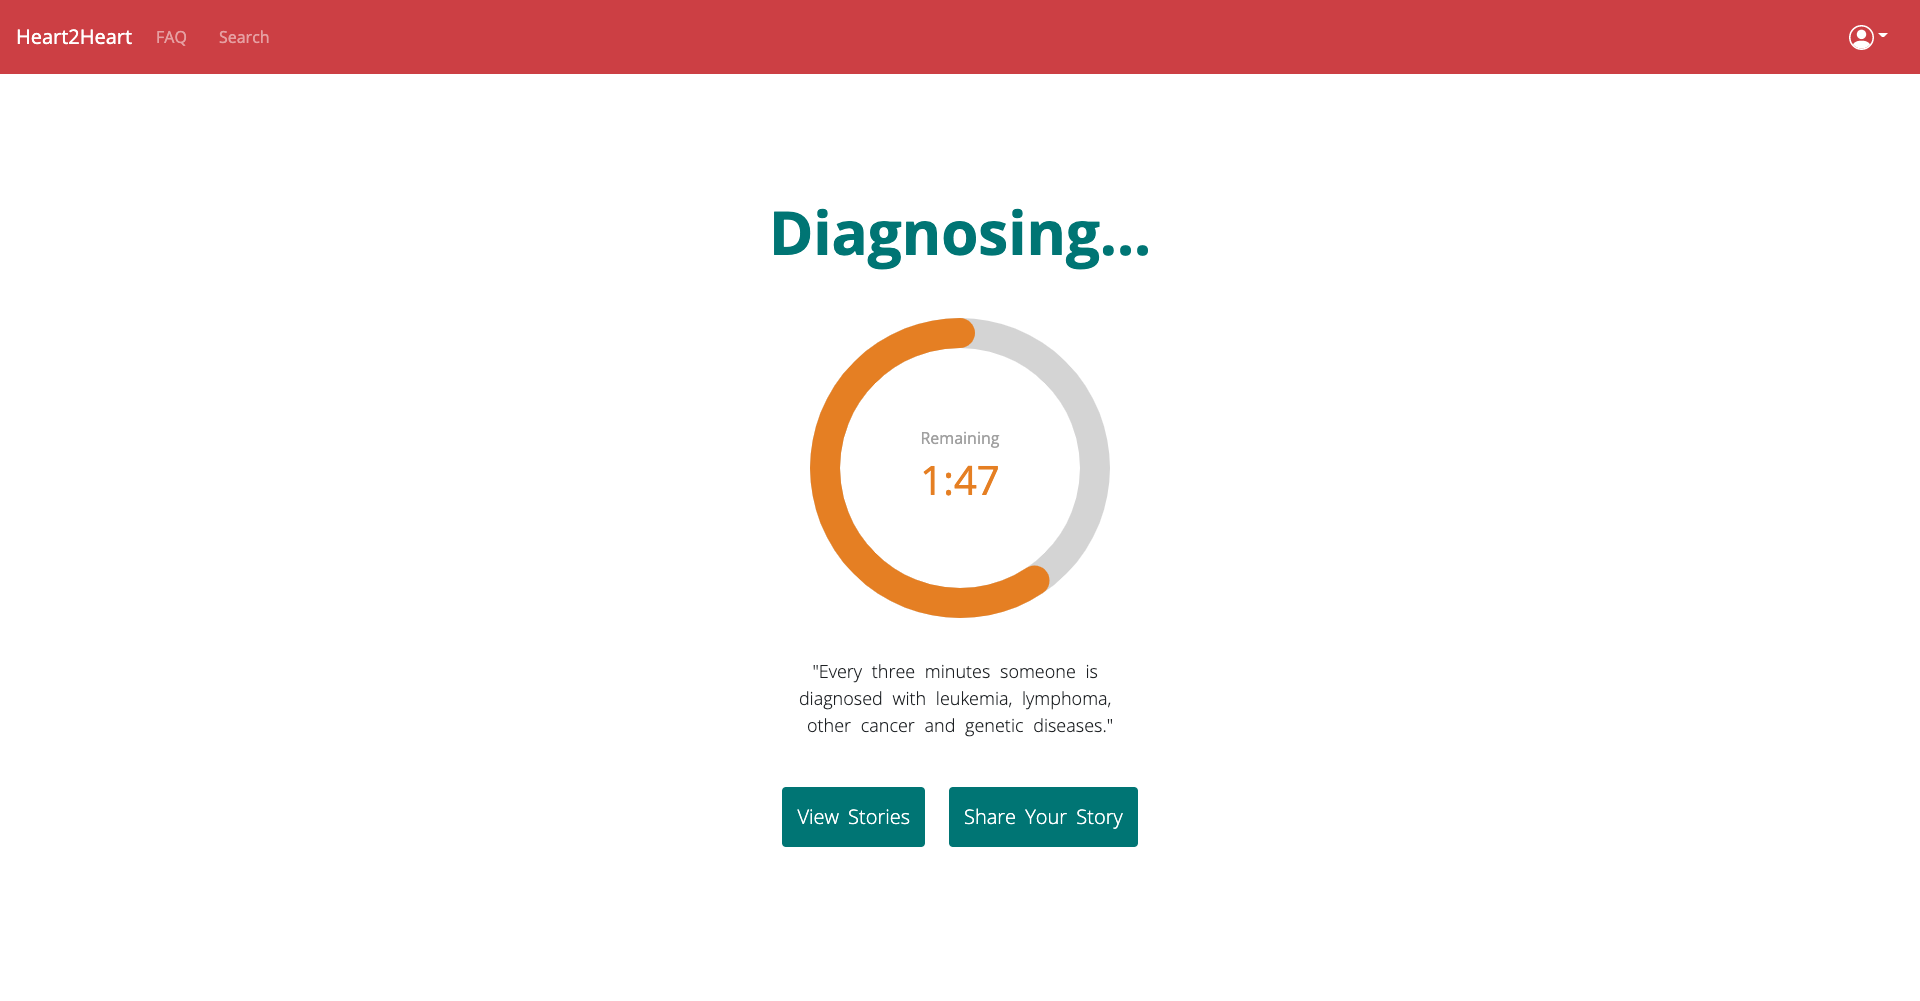 Heart2Heart FAQ Search
Diagnosing...
Remaining
1:47
"Every three minutes someone is
diagnosed with leukemia, lymphoma,
other cancer and genetic diseases."
View Stories Share Your Story